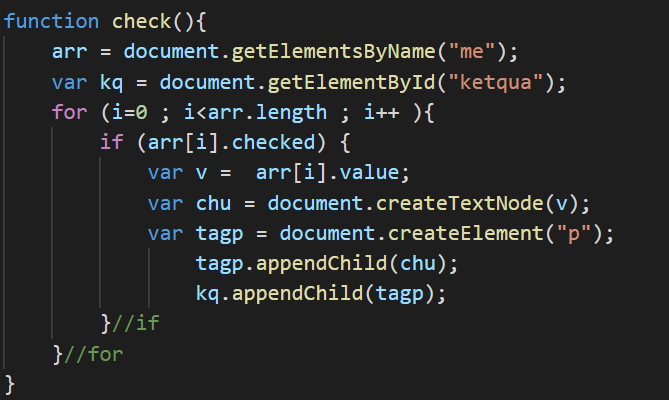 function check(){
    arr = document.getElementsByName("me");
    var kq = document.getElementById("ketqua");
    for (i=0 ; i<arr.length ; i++ ){
        if (arr[i].checked) {
            var v =  arr[i].value;
            var chu = document.createTextNode(v);
            var tagp = document.createElement("p");
                tagp.appendChild(chu);
                kq.appendChild(tagp);
        }//if
    }//for
}